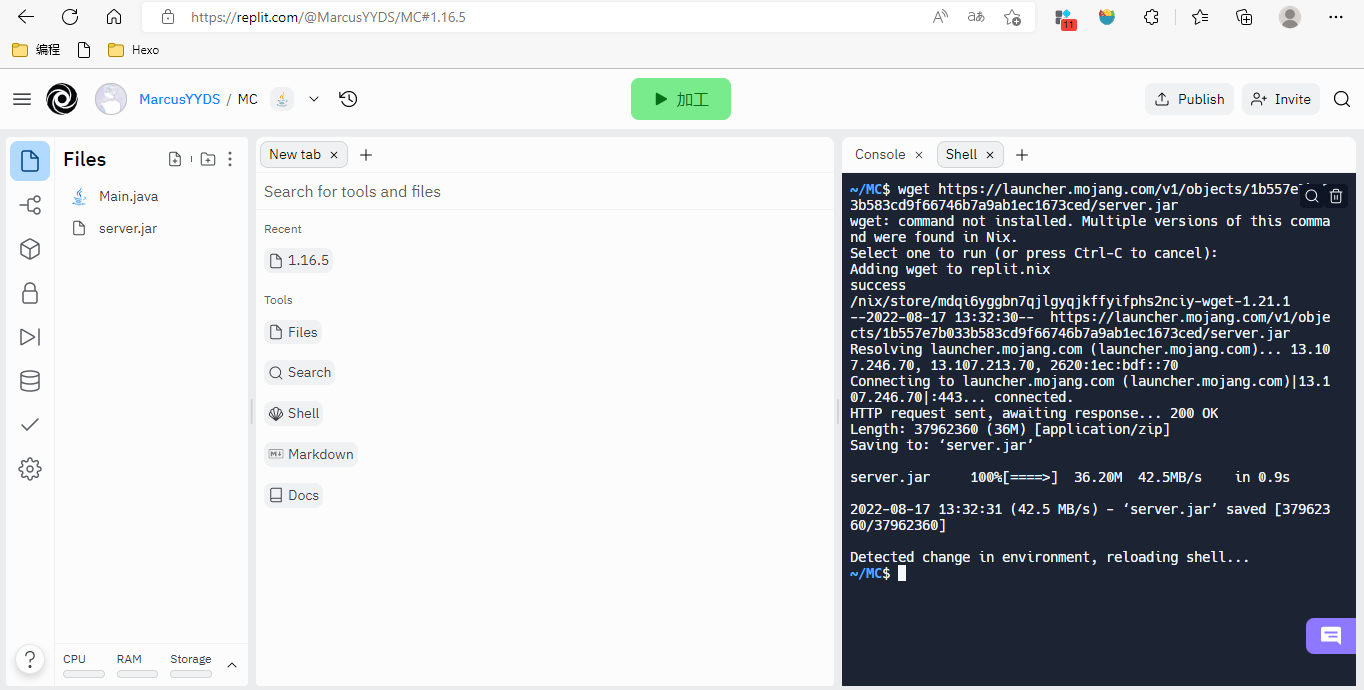 https://replit.com/@MarcusYYDS/MC#1.16.5
11
编程
Hexo
MarcusYYDS / MC
加工
Publish
Invite
Files
Main.java
server.jar
CPU
RAM
Storage
New tab
Search for tools and files
Recent
1.16.5
Tools
Files
Search
Shell
Markdown
Docs
Console
Shell
~/MC$ wget https://launcher.mojang.com/v1/objects/1b557e
3b583cd9f66746b7a9ab1ec1673ced/server.jar
wget: command not installed. Multiple versions of this comma
nd were found in Nix.
Select one to run (or press Ctrl-C to cancel):
Adding wget to replit.nix
success
/nix/store/mdqi6yggbn7qjlgyqjkffyifphs2nciy-wget-1.21.1
--2022-08-17 13:32:30-- https://launcher.mojang.com/v1/obje
cts/1b557e7b033b583cd9f66746b7a9ab1ec1673ced/server.jar
Resolving launcher.mojang.com (launcher.mojang.com)... 13.10
7.246.70, 13.107.213.70, 2620:1ec:bdf::70
Connecting to launcher.mojang.com (launcher.mojang.com)|13.1
07.246.70|:443... connected.
HTTP request sent, awaiting response... 200 OK
Length: 37962360 (36M) [application/zip]
Saving to: ‘server.jar’
server.jar 100%[====>] 36.20M 42.5MB/s in 0.9s
2022-08-17 13:32:31 (42.5 MB/s) - ‘server.jar’ saved [379623
60/37962360]
Detected change in environment, reloading shell...
~/MC$